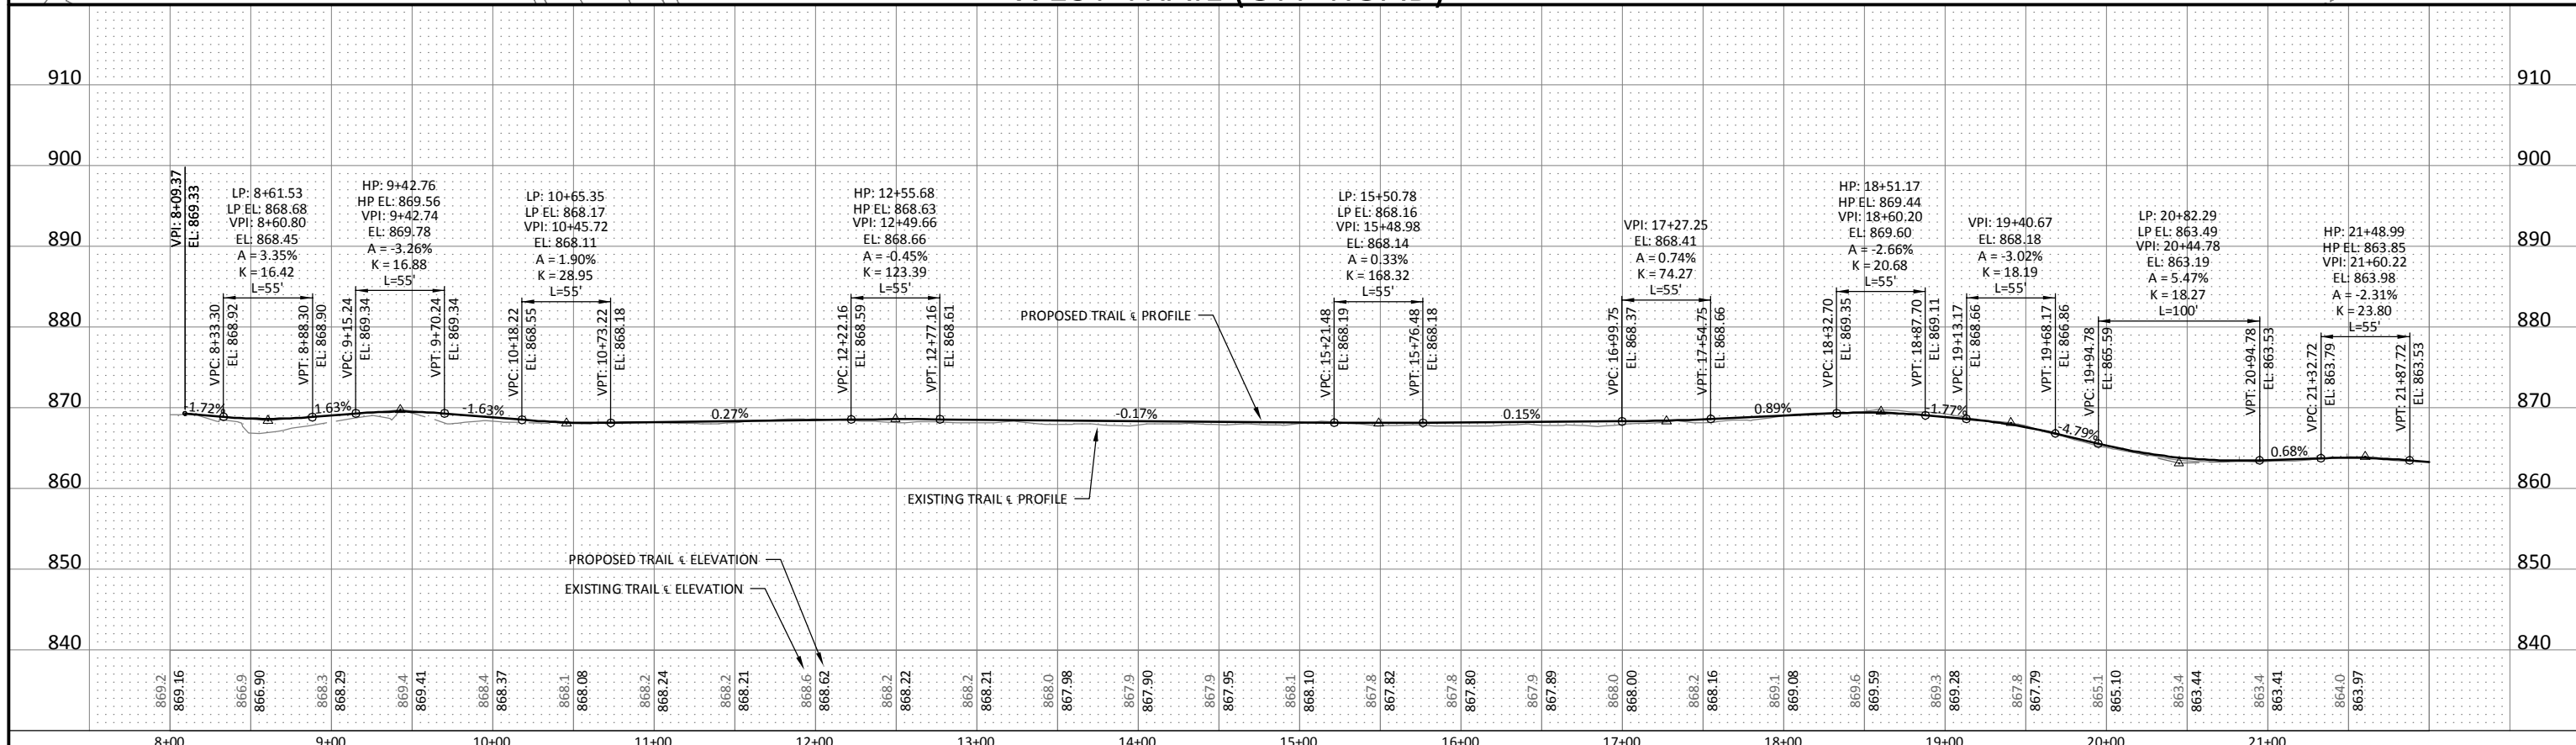 910
900
890
880
870
860
850
840
910
900
890
880
870
860
850
840
VPI: 8+09.37
EL: 869.33
-1.72%
LP: 8+61.53
LP EL: 868.68
VPI: 8+60.80
EL: 868.45
A = 3.35%
K = 16.42
L=55'
VPC: 8+33.30
EL: 868.92
VPT: 8+88.30
EL: 868.90
1.63%
HP: 9+42.76
HP EL: 869.56
VPI: 9+42.74
EL: 869.78
A = -3.26%
K = 16.88
L=55'
VPC: 9+15.24
EL: 869.34
VPT: 9+70.24
EL: 869.34
-1.63%
LP: 10+65.35
LP EL: 868.17
VPI: 10+45.72
EL: 868.11
A = 1.90%
K = 28.95
L=55'
VPC: 10+18.22
EL: 868.55
VPT: 10+73.22
EL: 868.18
0.27%
HP: 12+55.68
HP EL: 868.63
VPI: 12+49.66
EL: 868.66
A = -0.45%
K = 123.39
L=55'
VPC: 12+22.16
EL: 868.59
VPT: 12+77.16
EL: 868.61
PROPOSED TRAIL ℄ PROFILE
-0.17%
EXISTING TRAIL ℄ PROFILE
LP: 15+50.78
LP EL: 868.16
VPI: 15+48.98
EL: 868.14
A = 0.33%
K = 168.32
L=55'
VPC: 15+21.48
EL: 868.19
VPT: 15+76.48
EL: 868.18
0.15%
VPI: 17+27.25
EL: 868.41
A = 0.74%
K = 74.27
L=55'
VPC: 16+99.75
EL: 868.37
VPT: 17+54.75
EL: 868.66
0.89%
HP: 18+51.17
HP EL: 869.44
VPI: 18+60.20
EL: 869.60
A = -2.66%
K = 20.68
L=55'
VPC: 18+32.70
EL: 869.35
VPT: 18+87.70
EL: 869.11
-1.77%
VPI: 19+40.67
EL: 868.18
A = -3.02%
K = 18.19
L=55'
VPC: 19+13.17
EL: 868.66
VPT: 19+68.17
EL: 866.86
-4.79%
LP: 20+82.29
LP EL: 863.49
VPI: 20+44.78
EL: 863.19
A = 5.47%
K = 18.27
L=100'
VPC: 19+94.78
EL: 865.59
VPT: 20+94.78
EL: 863.53
0.68%
HP: 21+48.99
HP EL: 863.85
VPI: 21+60.22
EL: 863.98
A = -2.31%
K = 23.80
L=55'
VPC: 21+32.72
EL: 863.79
VPT: 21+87.72
EL: 863.53
PROPOSED TRAIL ℄ ELEVATION
EXISTING TRAIL ℄ ELEVATION
869.2
869.16
866.9
866.90
868.3
868.29
869.4
869.41
868.4
868.37
868.1
868.08
868.2
868.24
868.2
868.21
868.6
868.62
868.2
868.22
868.2
868.21
868.0
867.98
867.9
867.90
867.9
867.95
868.1
868.10
867.8
867.82
867.8
867.80
867.9
867.89
868.0
868.00
868.2
868.16
869.1
869.08
869.6
869.59
869.3
869.28
867.8
867.79
865.1
865.10
863.4
863.44
863.4
863.41
864.0
863.97
8+00 9+00 10+00 11+00 12+00 13+00 14+00 15+00 16+00 17+00 18+00 19+00 20+00 21+00